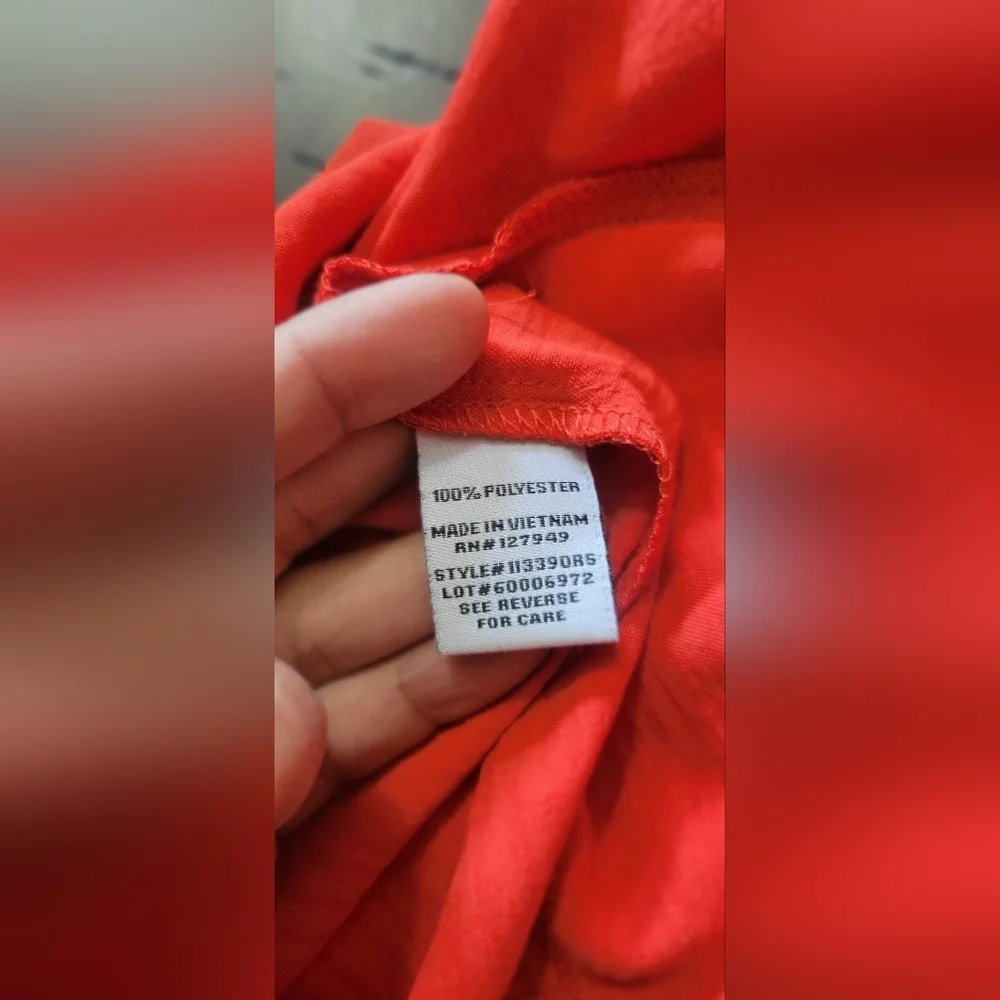 100% POLYESTER
MADE IN VIETNAM
RN#127949
STYLE#113390RS
LOT#60006972
SEE REVERSE
FOR CARE